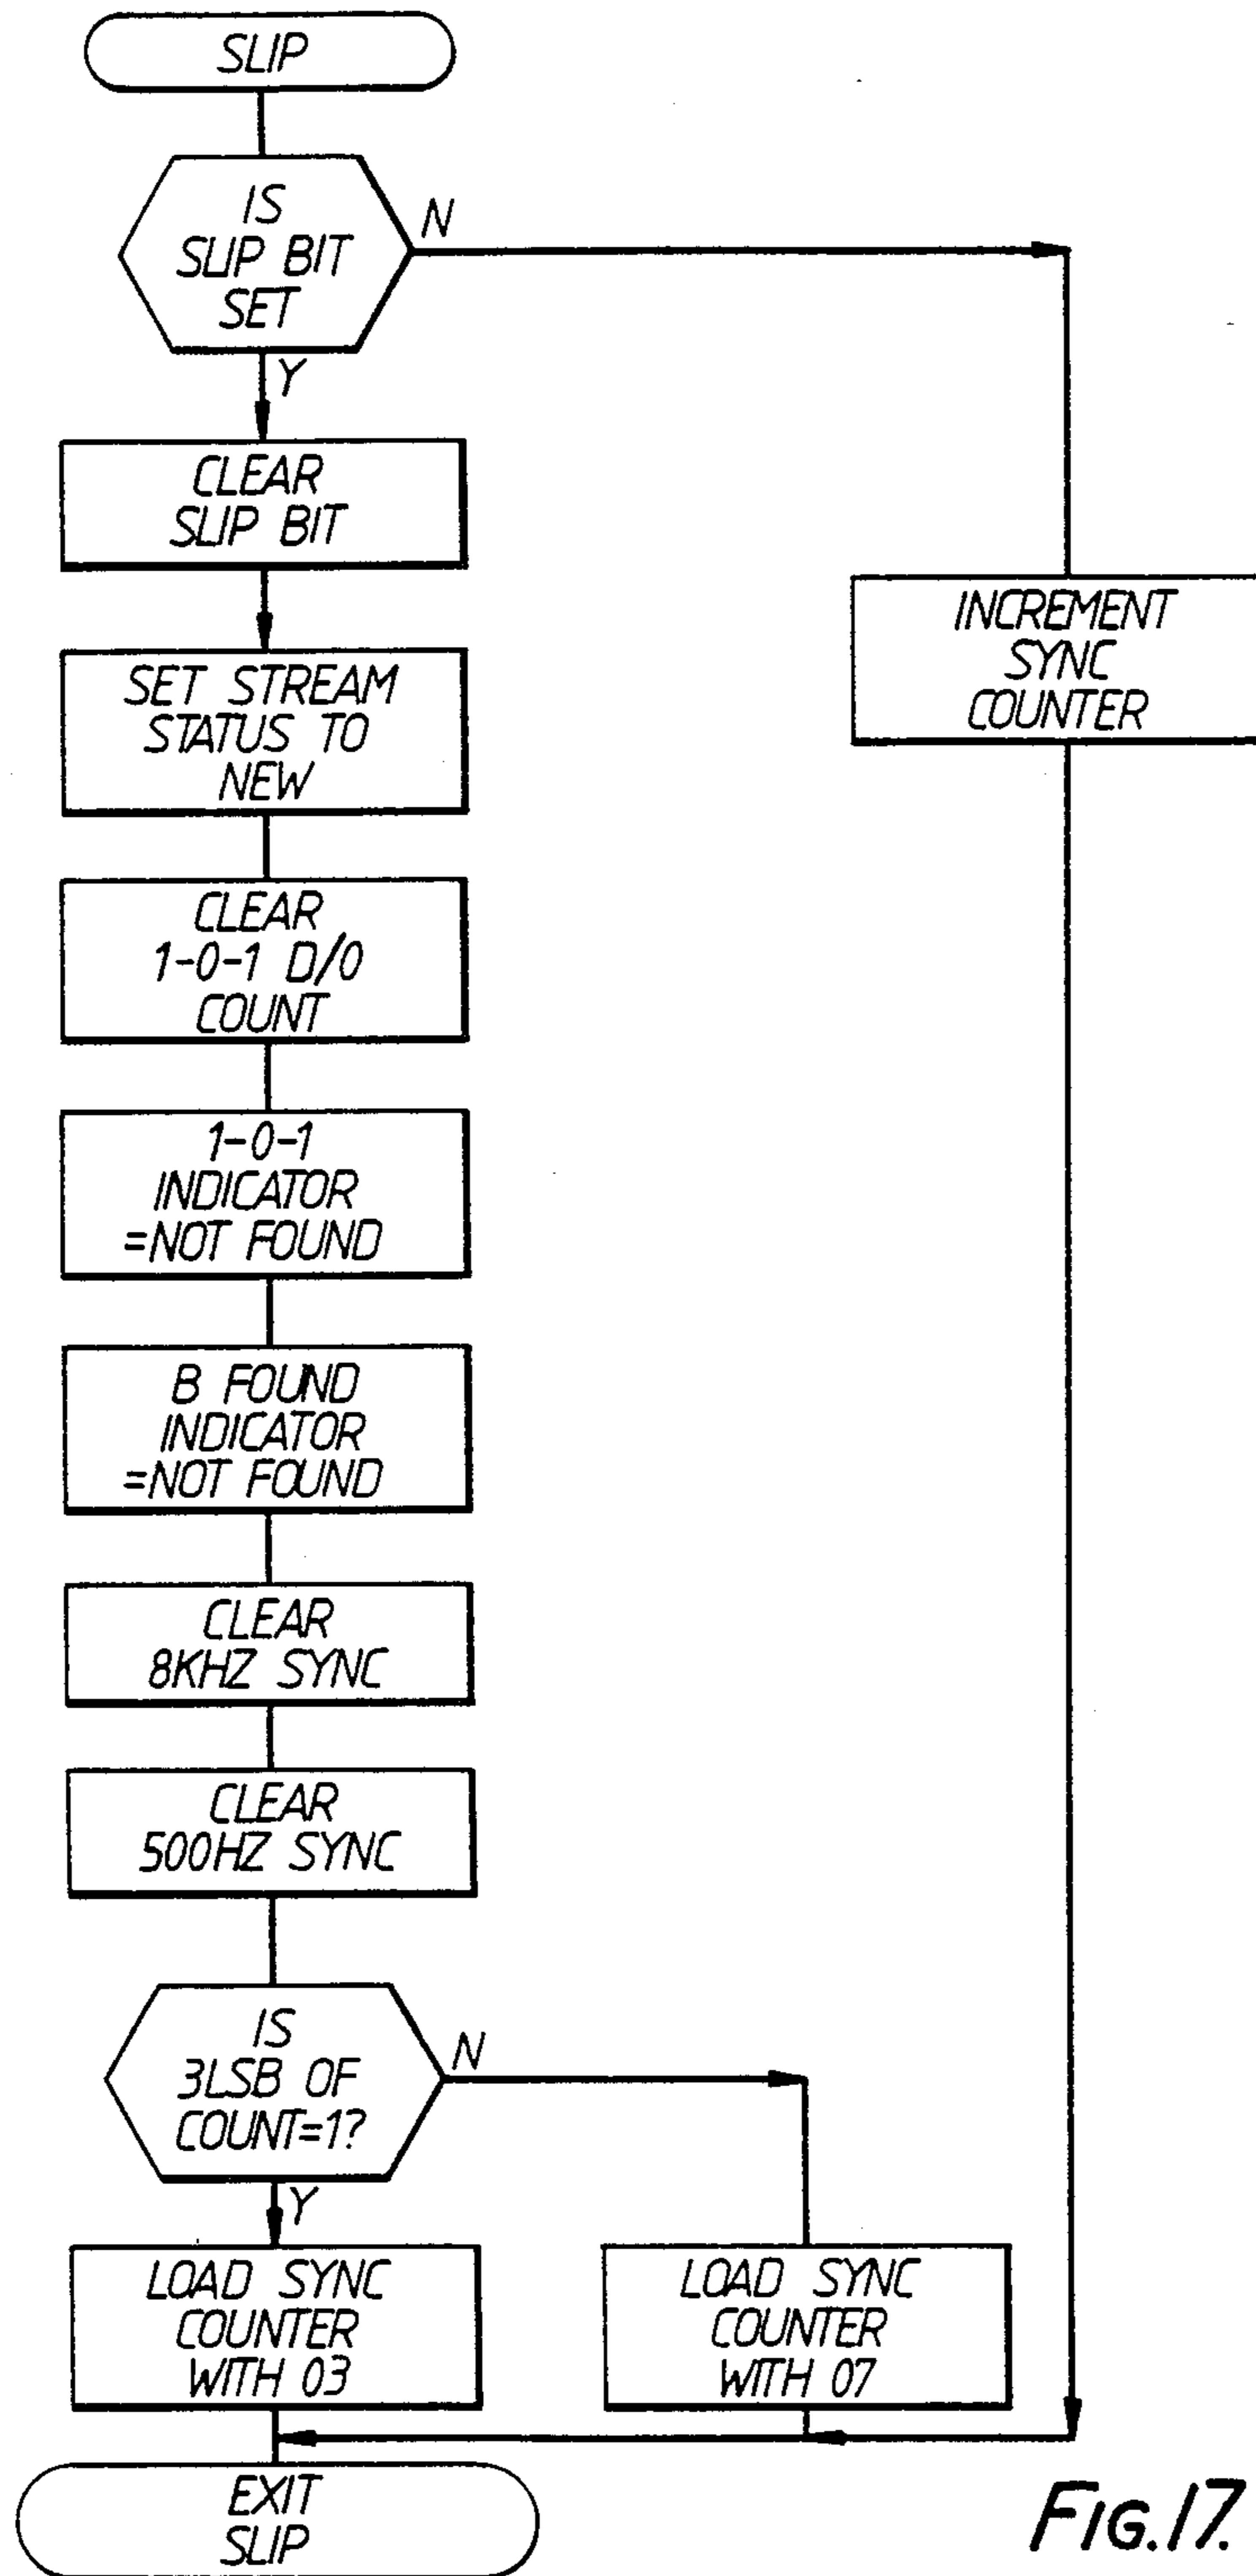 SLIP
IS
SLIP BIT
SET
N
Y
CLEAR
SLIP BIT
SET STREAM
STATUS TO
NEW
INCREMENT
SYNC
COUNTER
CLEAR
1-0-1 D/0
COUNT
1-0-1
INDICATOR
=NOT FOUND
B FOUND
INDICATOR
=NOT FOUND
CLEAR
8KHZ SYNC
CLEAR
500HZ SYNC
IS
3LSB OF
COUNT=1?
N
Y
LOAD SYNC
COUNTER
WITH 03
LOAD SYNC
COUNTER
WITH 07
EXIT
SLIP
FIG.17.